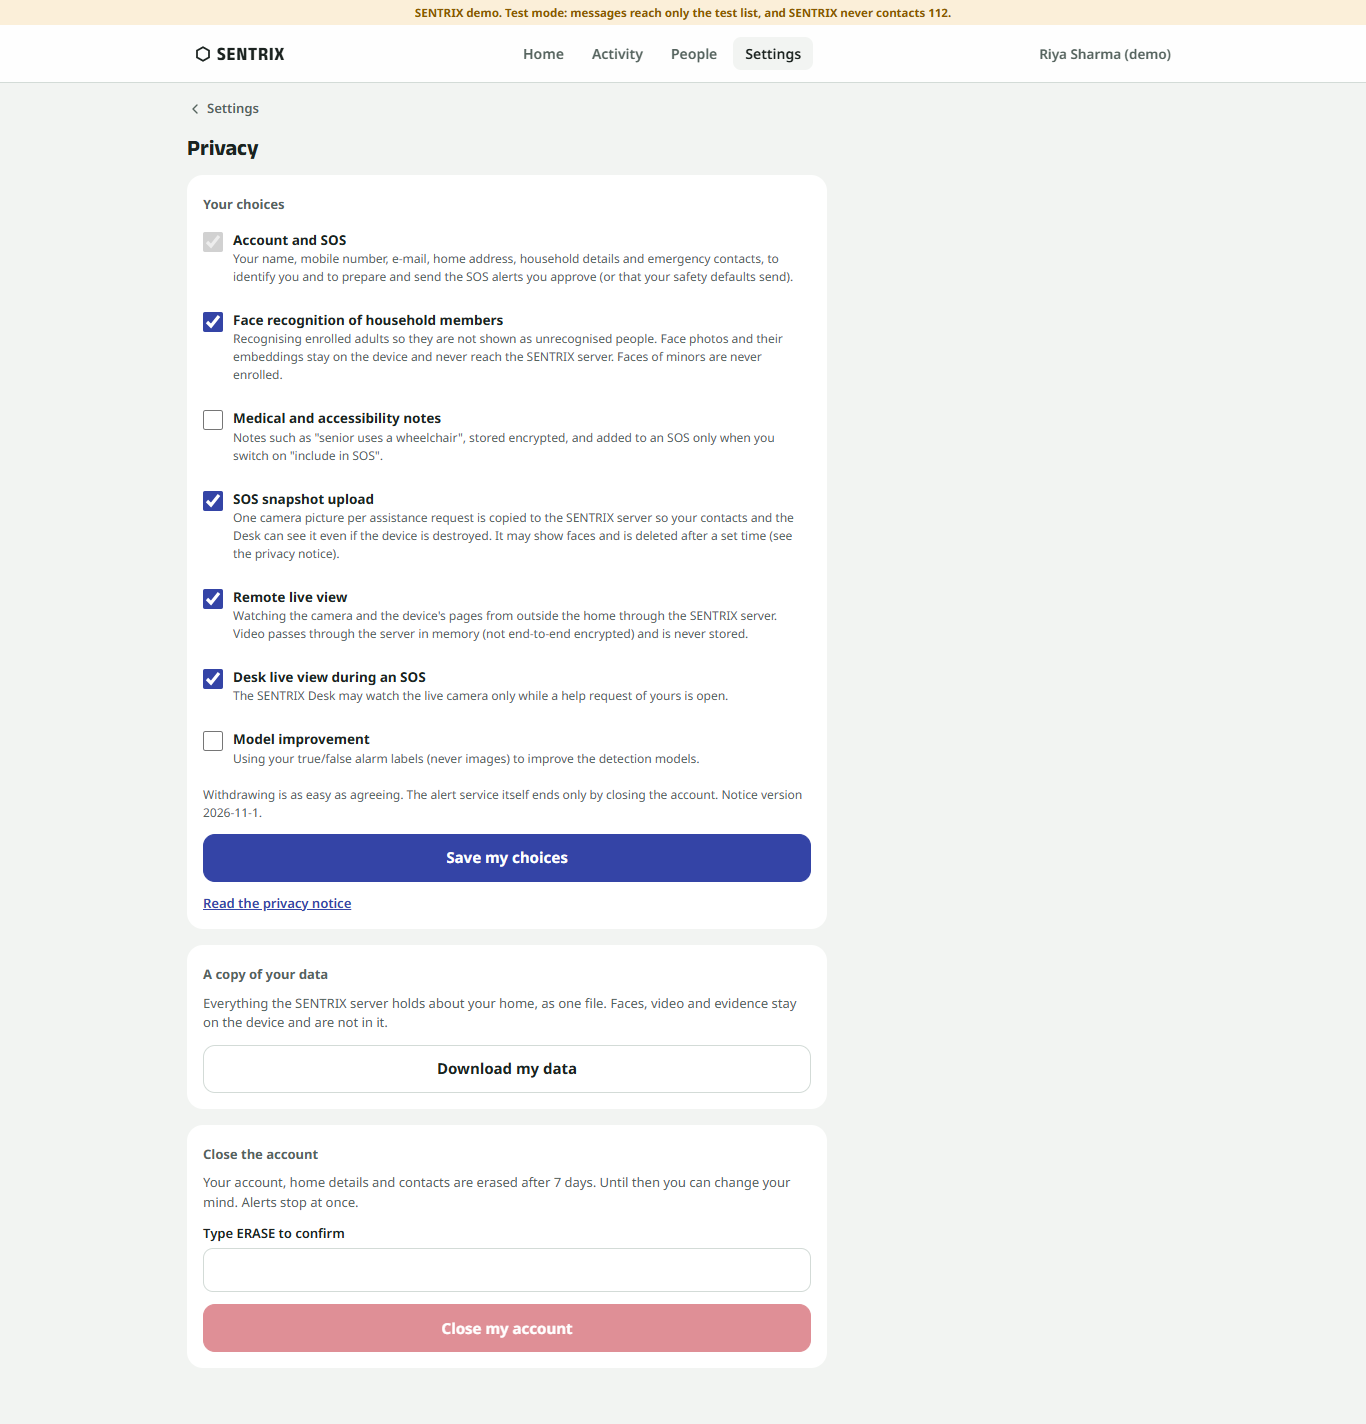 SENTRIX demo. Test mode: messages reach only the test list, and SENTRIX never contacts 112.
SENTRIX
Home
Activity
People
Settings
Riya Sharma (demo)
Settings
Privacy
Your choices
Account and SOS
Your name, mobile number, e-mail, home address, household details and emergency contacts, to
identify you and to prepare and send the SOS alerts you approve (or that your safety defaults send).
Face recognition of household members
Recognising enrolled adults so they are not shown as unrecognised people. Face photos and their
embeddings stay on the device and never reach the SENTRIX server. Faces of minors are never
enrolled.
Medical and accessibility notes
Notes such as "senior uses a wheelchair", stored encrypted, and added to an SOS only when you
switch on "include in SOS".
SOS snapshot upload
One camera picture per assistance request is copied to the SENTRIX server so your contacts and the
Desk can see it even if the device is destroyed. It may show faces and is deleted after a set time (see
the privacy notice).
Remote live view
Watching the camera and the device's pages from outside the home through the SENTRIX server.
Video passes through the server in memory (not end-to-end encrypted) and is never stored.
Desk live view during an SOS
The SENTRIX Desk may watch the live camera only while a help request of yours is open.
Model improvement
Using your true/false alarm labels (never images) to improve the detection models.
Withdrawing is as easy as agreeing. The alert service itself ends only by closing the account. Notice version
2026-11-1.
Save my choices
Read the privacy notice
A copy of your data
Everything the SENTRIX server holds about your home, as one file. Faces, video and evidence stay
on the device and are not in it.
Download my data
Close the account
Your account, home details and contacts are erased after 7 days. Until then you can change your
mind. Alerts stop at once.
Type ERASE to confirm
Close my account